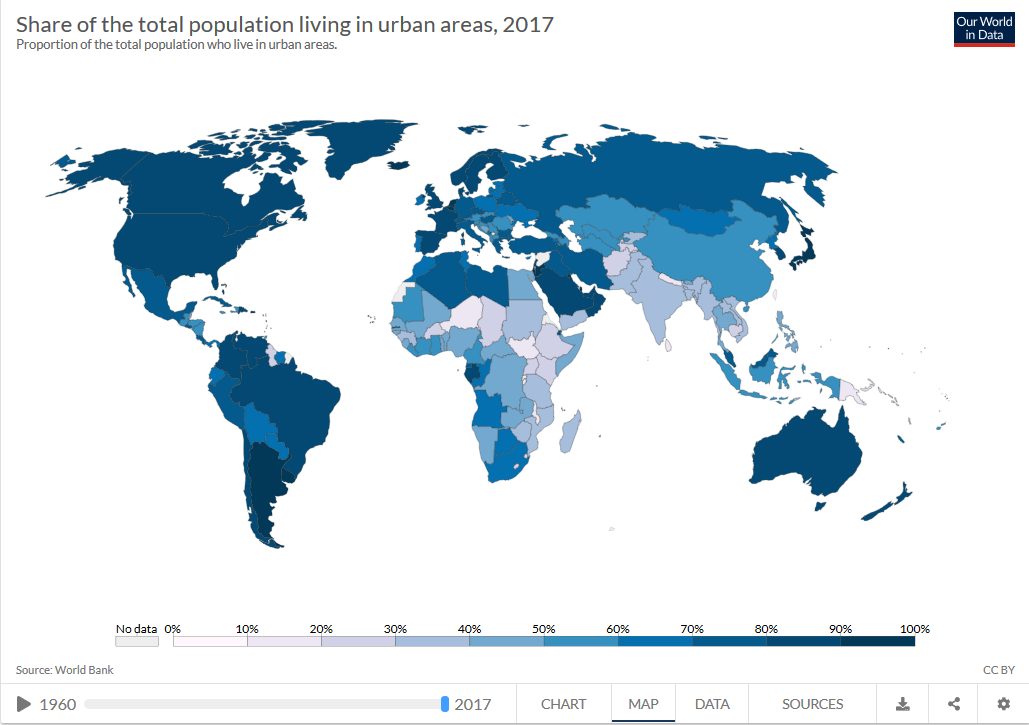 Share of the total population living in urban areas, 2017
Proportion of the total population who live in urban areas.
Our World
in Data
No data 0% 10% 20% 30% 40% 50% 60% 70% 80% 90% 100%
Source: World Bank
CC BY
1960 2017 CHART MAP DATA SOURCES